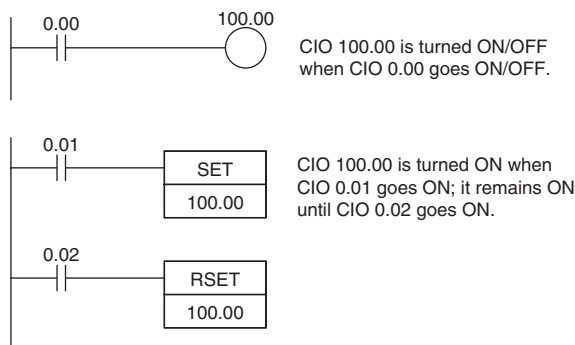 0.00
100.00
CIO 100.00 is turned ON/OFF
when CIO 0.00 goes ON/OFF.
0.01
SET
100.00
CIO 100.00 is turned ON when
CIO 0.01 goes ON; it remains ON
until CIO 0.02 goes ON.
0.02
RSET
100.00